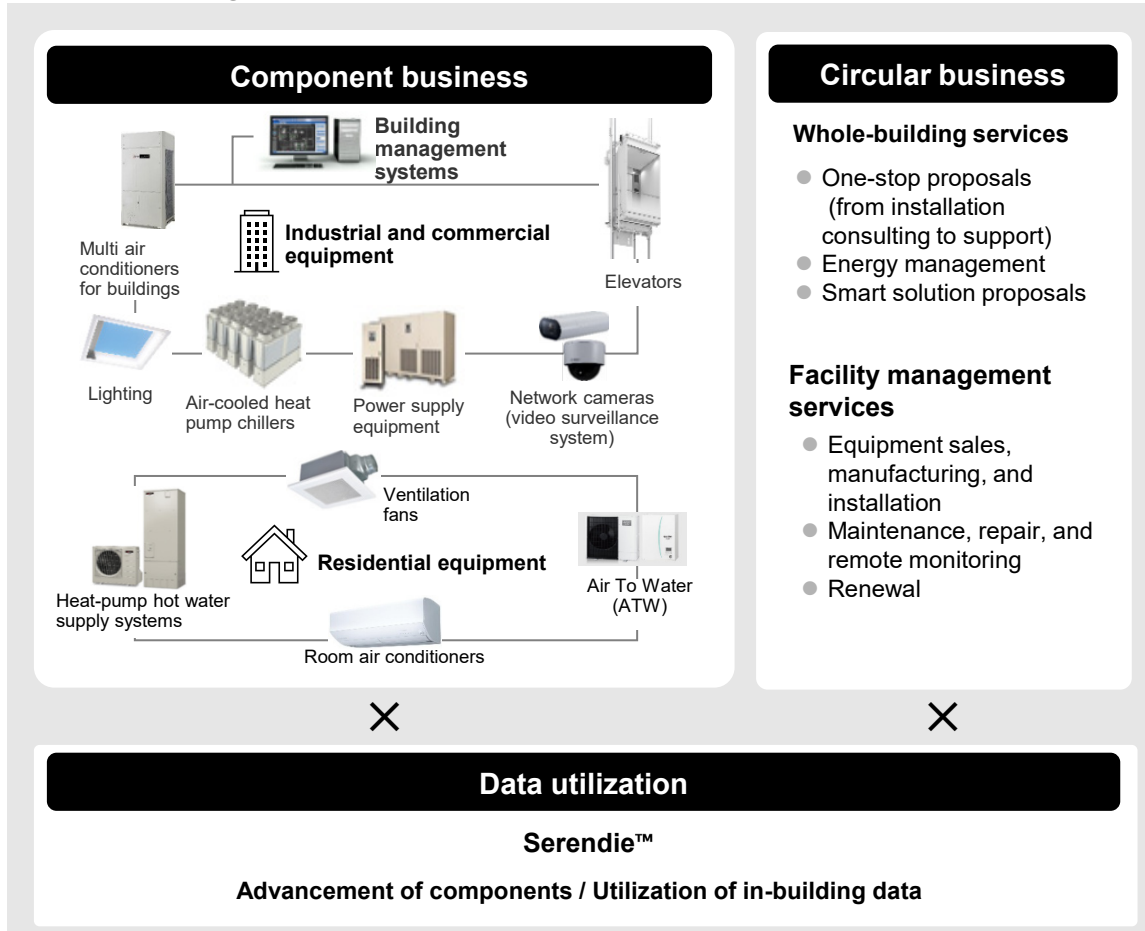 Component business
Building
management
systems
Multi air
conditioners
for buildings
Industrial and commercial
equipment
Elevators
Lighting
Air-cooled heat
pump chillers
Power supply
equipment
Network cameras
(video surveillance
system)
Ventilation
fans
Heat-pump hot water
supply systems
Residential equipment
Air To Water
(ATW)
Room air conditioners
Circular business
Whole-building services
One-stop proposals
(from installation
consulting to support)
Energy management
Smart solution proposals
Facility management
services
Equipment sales,
manufacturing, and
installation
Maintenance, repair, and
remote monitoring
Renewal
×
×
Data utilization
Serendie™
Advancement of components / Utilization of in-building data